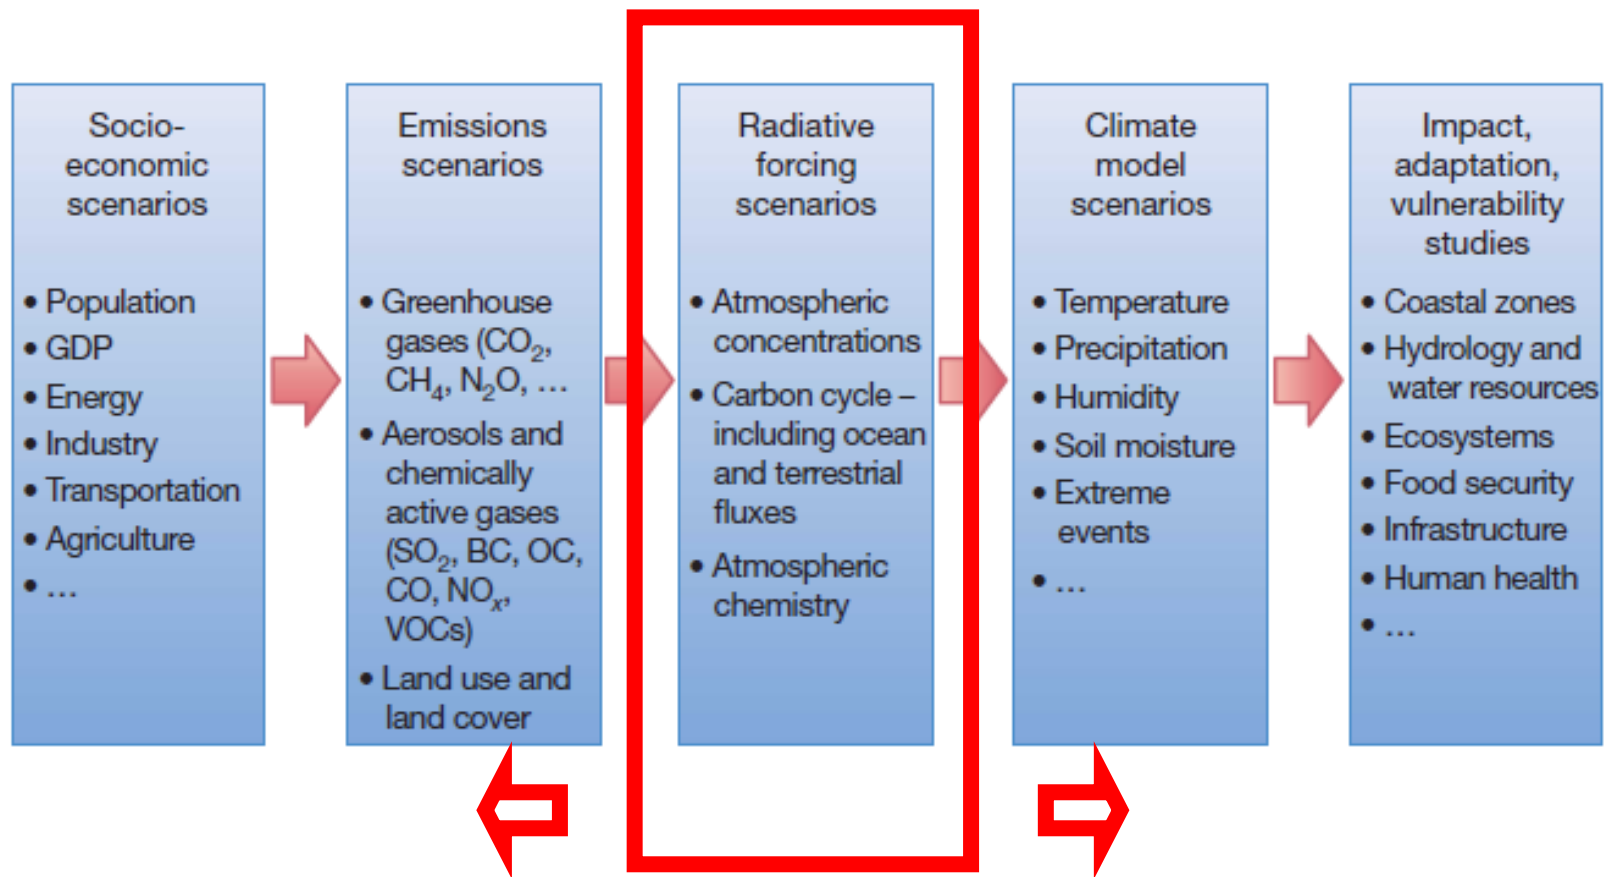 Socio-
economic
scenarios
• Population
• GDP
• Energy
• Industry
• Transportation
• Agriculture
• ...
Emissions
scenarios
• Greenhouse
gases (CO₂,
CH₄, N₂O, ...
• Aerosols and
chemically
active gases
(SO₂, BC, OC,
CO, NOₓ,
VOCs)
• Land use and
land cover
Radiative
forcing
scenarios
• Atmospheric
concentrations
• Carbon cycle –
including ocean
and terrestrial
fluxes
• Atmospheric
chemistry
Climate
model
scenarios
• Temperature
• Precipitation
• Humidity
• Soil moisture
• Extreme
events
• ...
Impact,
adaptation,
vulnerability
studies
• Coastal zones
• Hydrology and
water resources
• Ecosystems
• Food security
• Infrastructure
• Human health
• ...